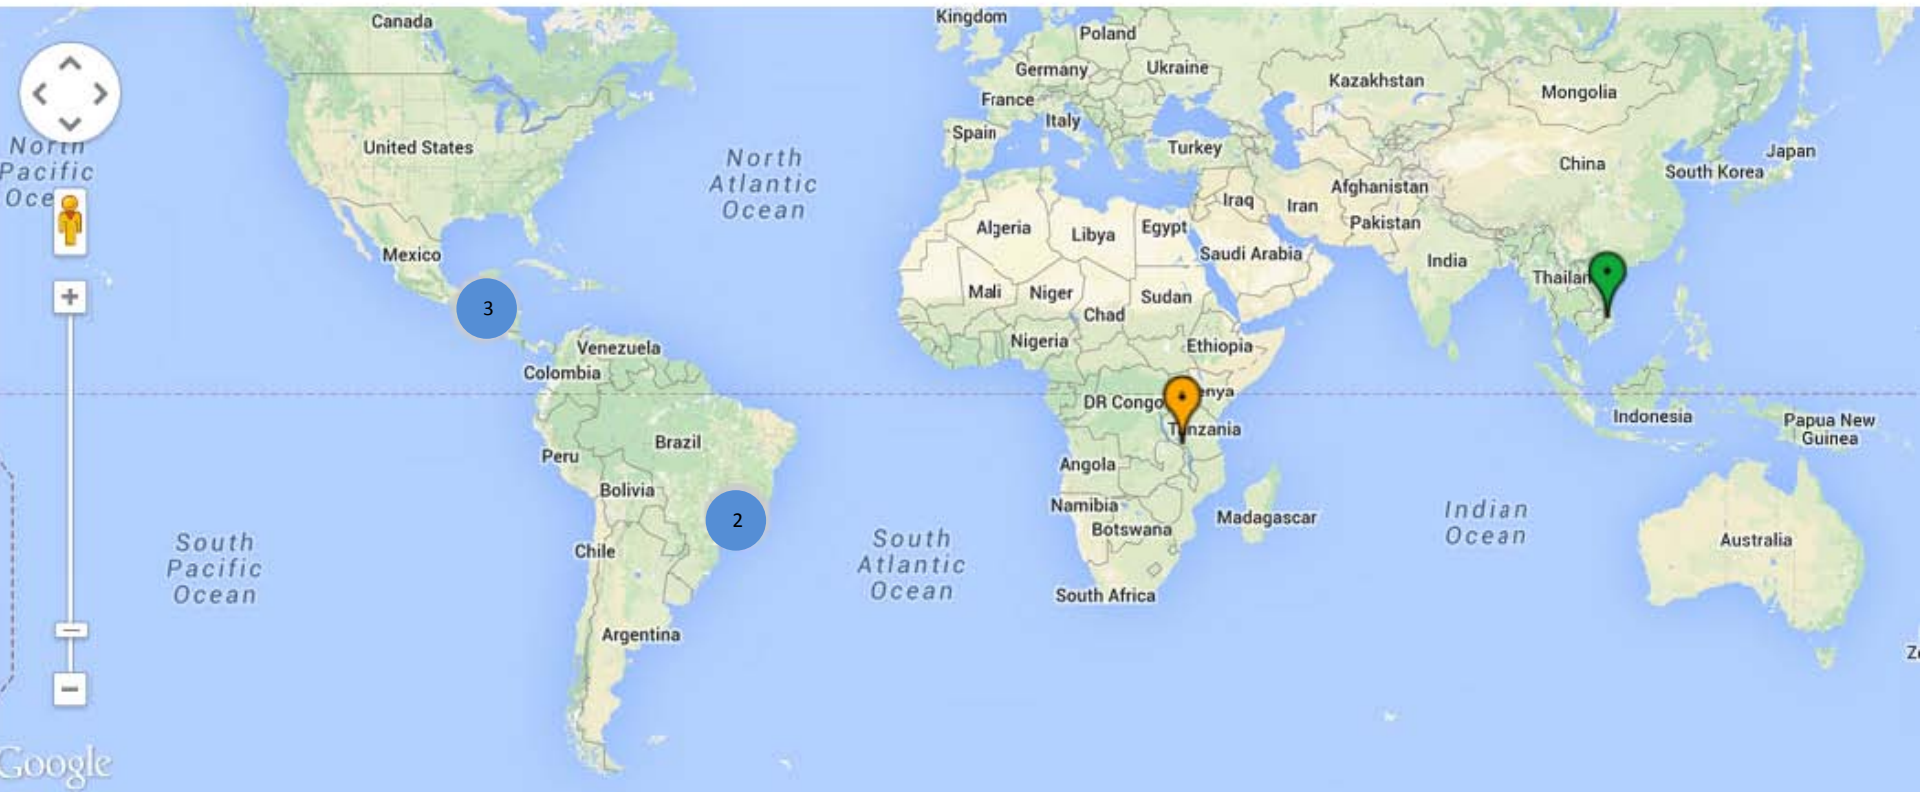 Canada
Kingdom
Poland
Germany
Ukraine
Kazakhstan
Mongolia
France
Italy
Spain
Turkey
United States
North
Pacific
Oce
North
Atlantic
Ocean
China
Japan
South Korea
Afghanistan
Iraq
Iran
Pakistan
Algeria
Libya
Egypt
Saudi Arabia
India
Mexico
Thailan
Mali
Niger
Sudan
Chad
3
Nigeria
Ethiopia
Venezuela
Colombia
enya
DR Congo
Tanzania
Indonesia
Papua New
Guinea
Brazil
Peru
Angola
Bolivia
Namibia
Botswana
Madagascar
2
Indian
Ocean
Australia
South
Pacific
Ocean
Chile
South
Atlantic
Ocean
South Africa
Argentina
Z
Google